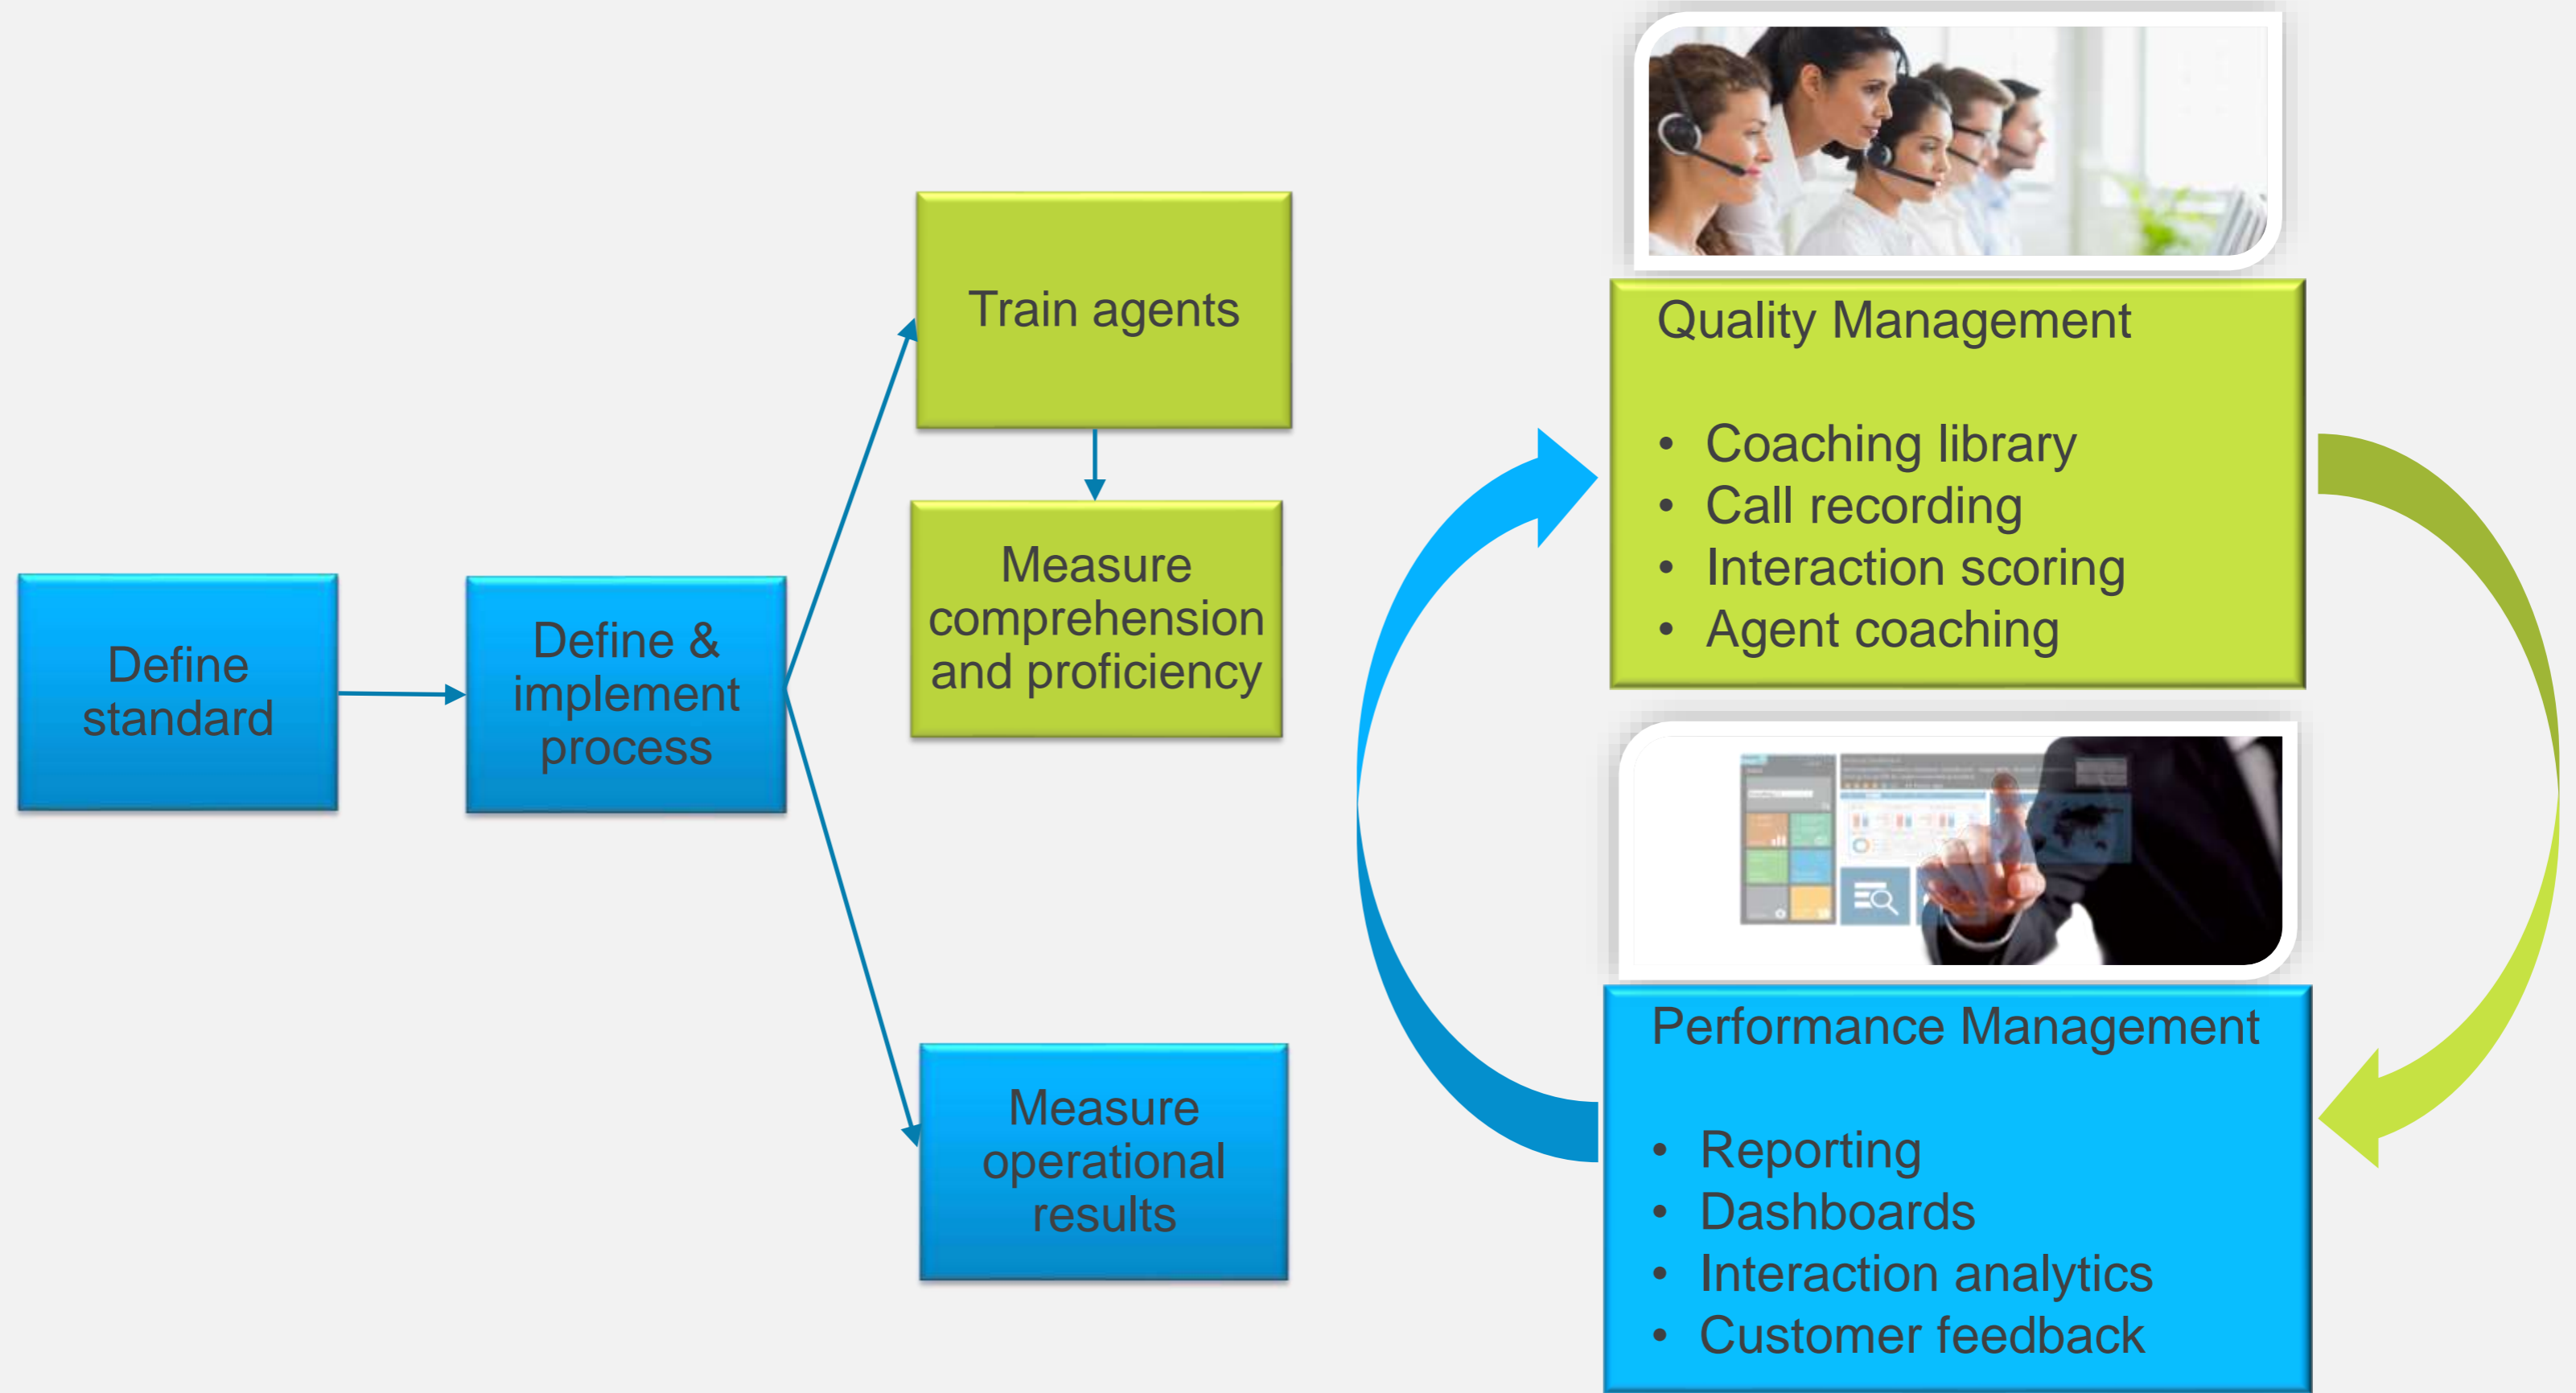 Define
standard
Define &
implement
process
Train agents
Measure
comprehension
and proficiency
Measure
operational
results
Quality Management
• Coaching library
• Call recording
• Interaction scoring
• Agent coaching
Performance Management
• Reporting
• Dashboards
• Interaction analytics
• Customer feedback